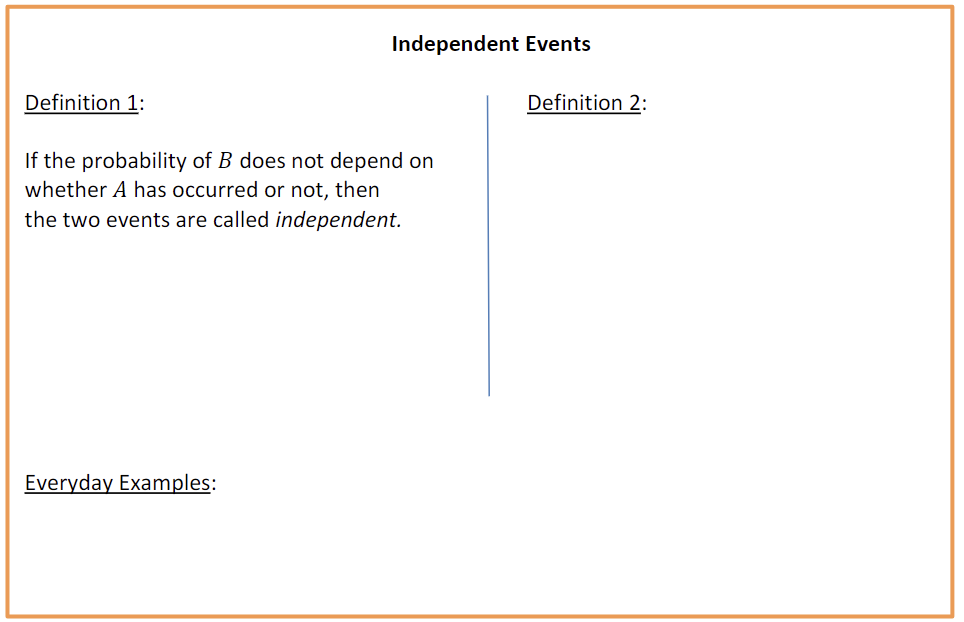 Independent Events
Definition 1:
If the probability of B does not depend on
whether A has occurred or not, then
the two events are called independent.
Definition 2:
Everyday Examples: